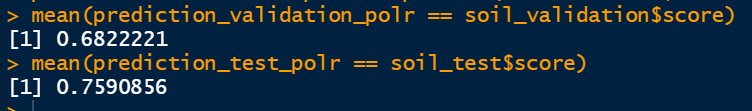 > mean(prediction_validation_polr == soil_validation$score)
[1] 0.6822221
> mean(prediction_test_polr == soil_test$score)
[1] 0.7590856
>